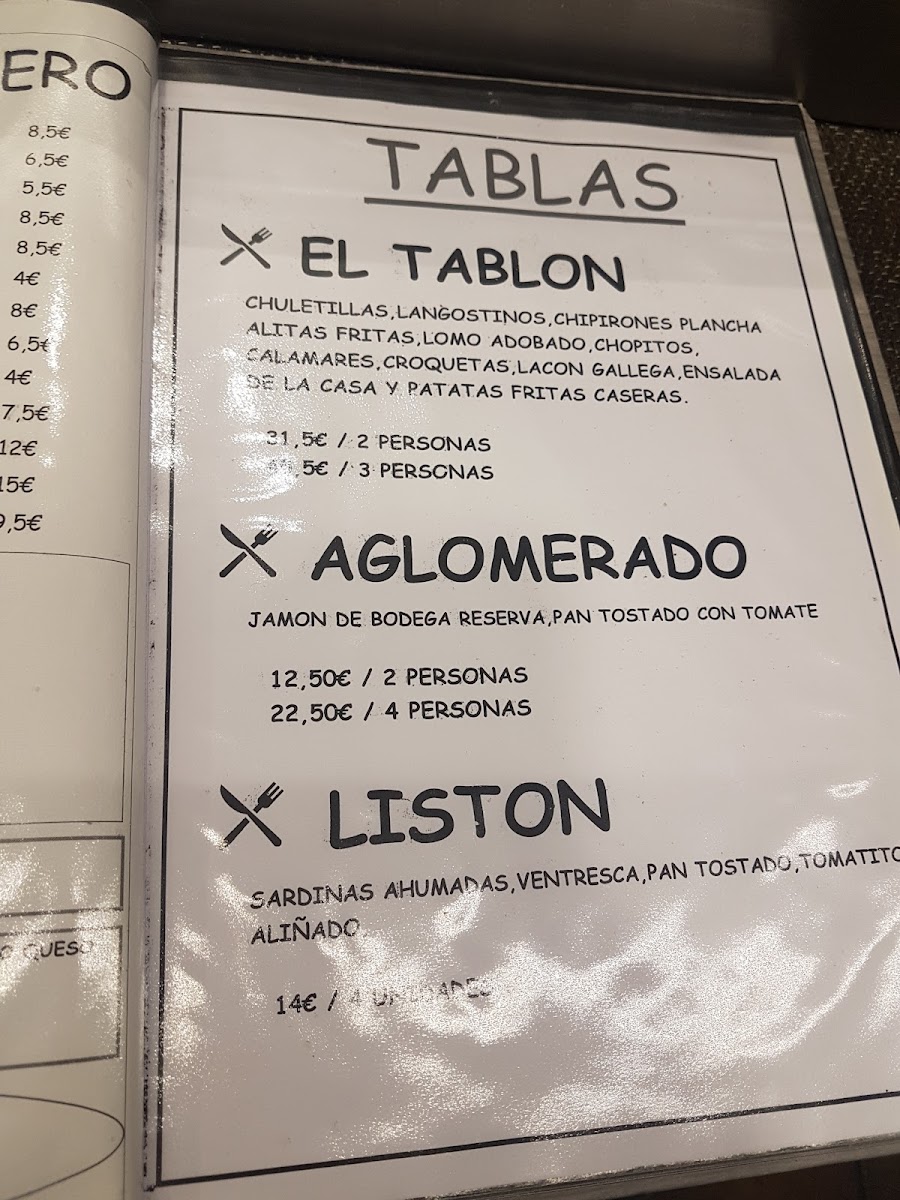 ERO
8,5€
6,5€
5,5€
8,5€
8,5€
4€
8€
6,5€
4€
7,5€
12€
15€
9,5€
QUESO
TABLAS
EL TABLON
CHULETILLAS,LANGOSTINOS,CHIPIRONES PLANCHA
ALITAS FRITAS,LOMO ADOBADO,CHOPITOS,
CALAMARES,CROQUETAS,LACON GALLEGA,ENSALADA
DE LA CASA Y PATATAS FRITAS CASERAS.
31,5€ / 2 PERSONAS
,5€ / 3 PERSONAS
AGLOMERADO
JAMON DE BODEGA RESERVA,PAN TOSTADO CON TOMATE
12,50€ / 2 PERSONAS
22,50€ / 4 PERSONAS
LISTON
SARDINAS AHUMADAS,VENTRESCA,PAN TOSTADO,TOMATITO
ALIÑADO.
14€ / 4 UNIDADES